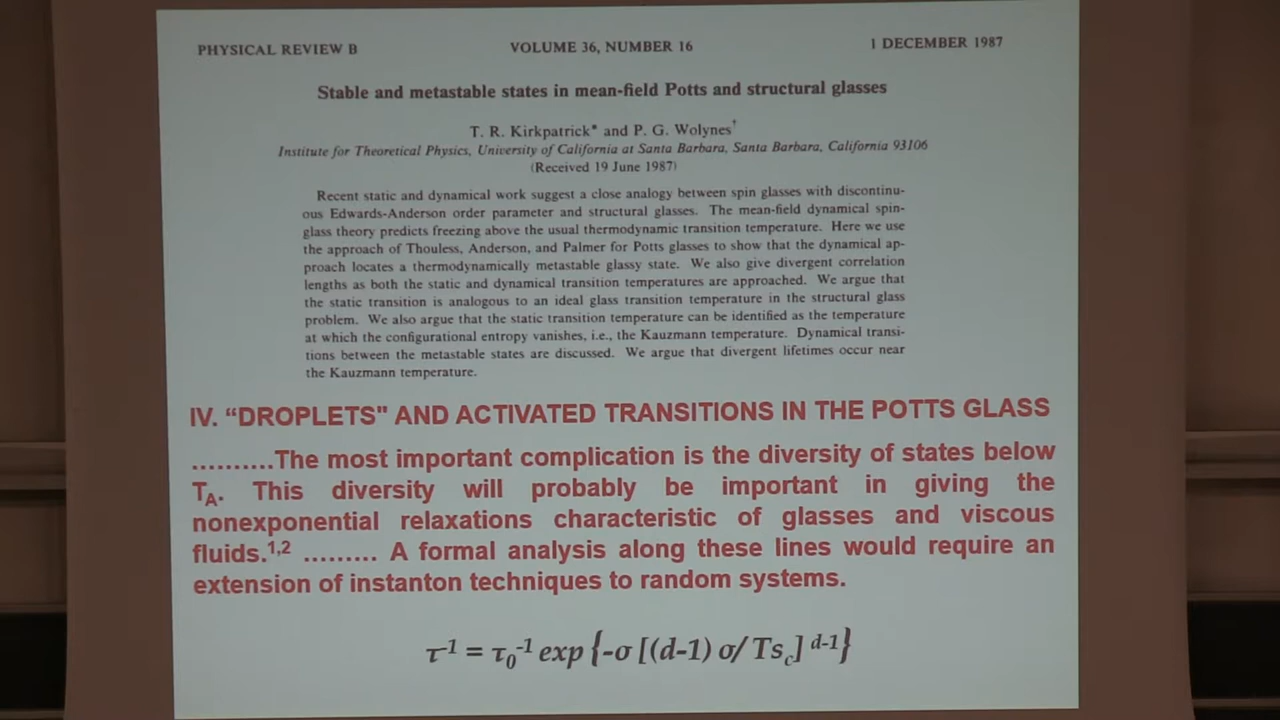 PHYSICAL REVIEW B VOLUME 36, NUMBER 16 1 DECEMBER 1987
Stable and metastable states in mean-field Potts and structural glasses
T. R. Kirkpatrick* and P. G. Wolynes†
Institute for Theoretical Physics, University of California at Santa Barbara, Santa Barbara, California 93106
(Received 19 June 1987)
Recent static and dynamical work suggest a close analogy between spin glasses with discontinu-
ous Edwards-Anderson order parameter and structural glasses. The mean-field dynamical spin-
glass theory predicts freezing above the usual thermodynamic transition temperature. Here we use
the approach of Thouless, Anderson, and Palmer for Potts glasses to show that the dynamical ap-
proach locates a thermodynamically metastable glassy state. We also give divergent correlation
lengths as both the static and dynamical transition temperatures are approached. We argue that
the static transition is analogous to an ideal glass transition temperature in the structural glass
problem. We also argue that the static transition temperature can be identified as the temperature
at which the configurational entropy vanishes, i.e., the Kauzmann temperature. Dynamical transi-
tions between the metastable states are discussed. We argue that divergent lifetimes occur near
the Kauzmann temperature.
IV. “DROPLETS" AND ACTIVATED TRANSITIONS IN THE POTTS GLASS
..........The most important complication is the diversity of states below
T_A. This diversity will probably be important in giving the
nonexponential relaxations characteristic of glasses and viscous
fluids.¹,² ......... A formal analysis along these lines would require an
extension of instanton techniques to random systems.
τ^-1 = τ_0^-1 exp {-σ [(d-1) σ/ Ts_c] ^d-1}